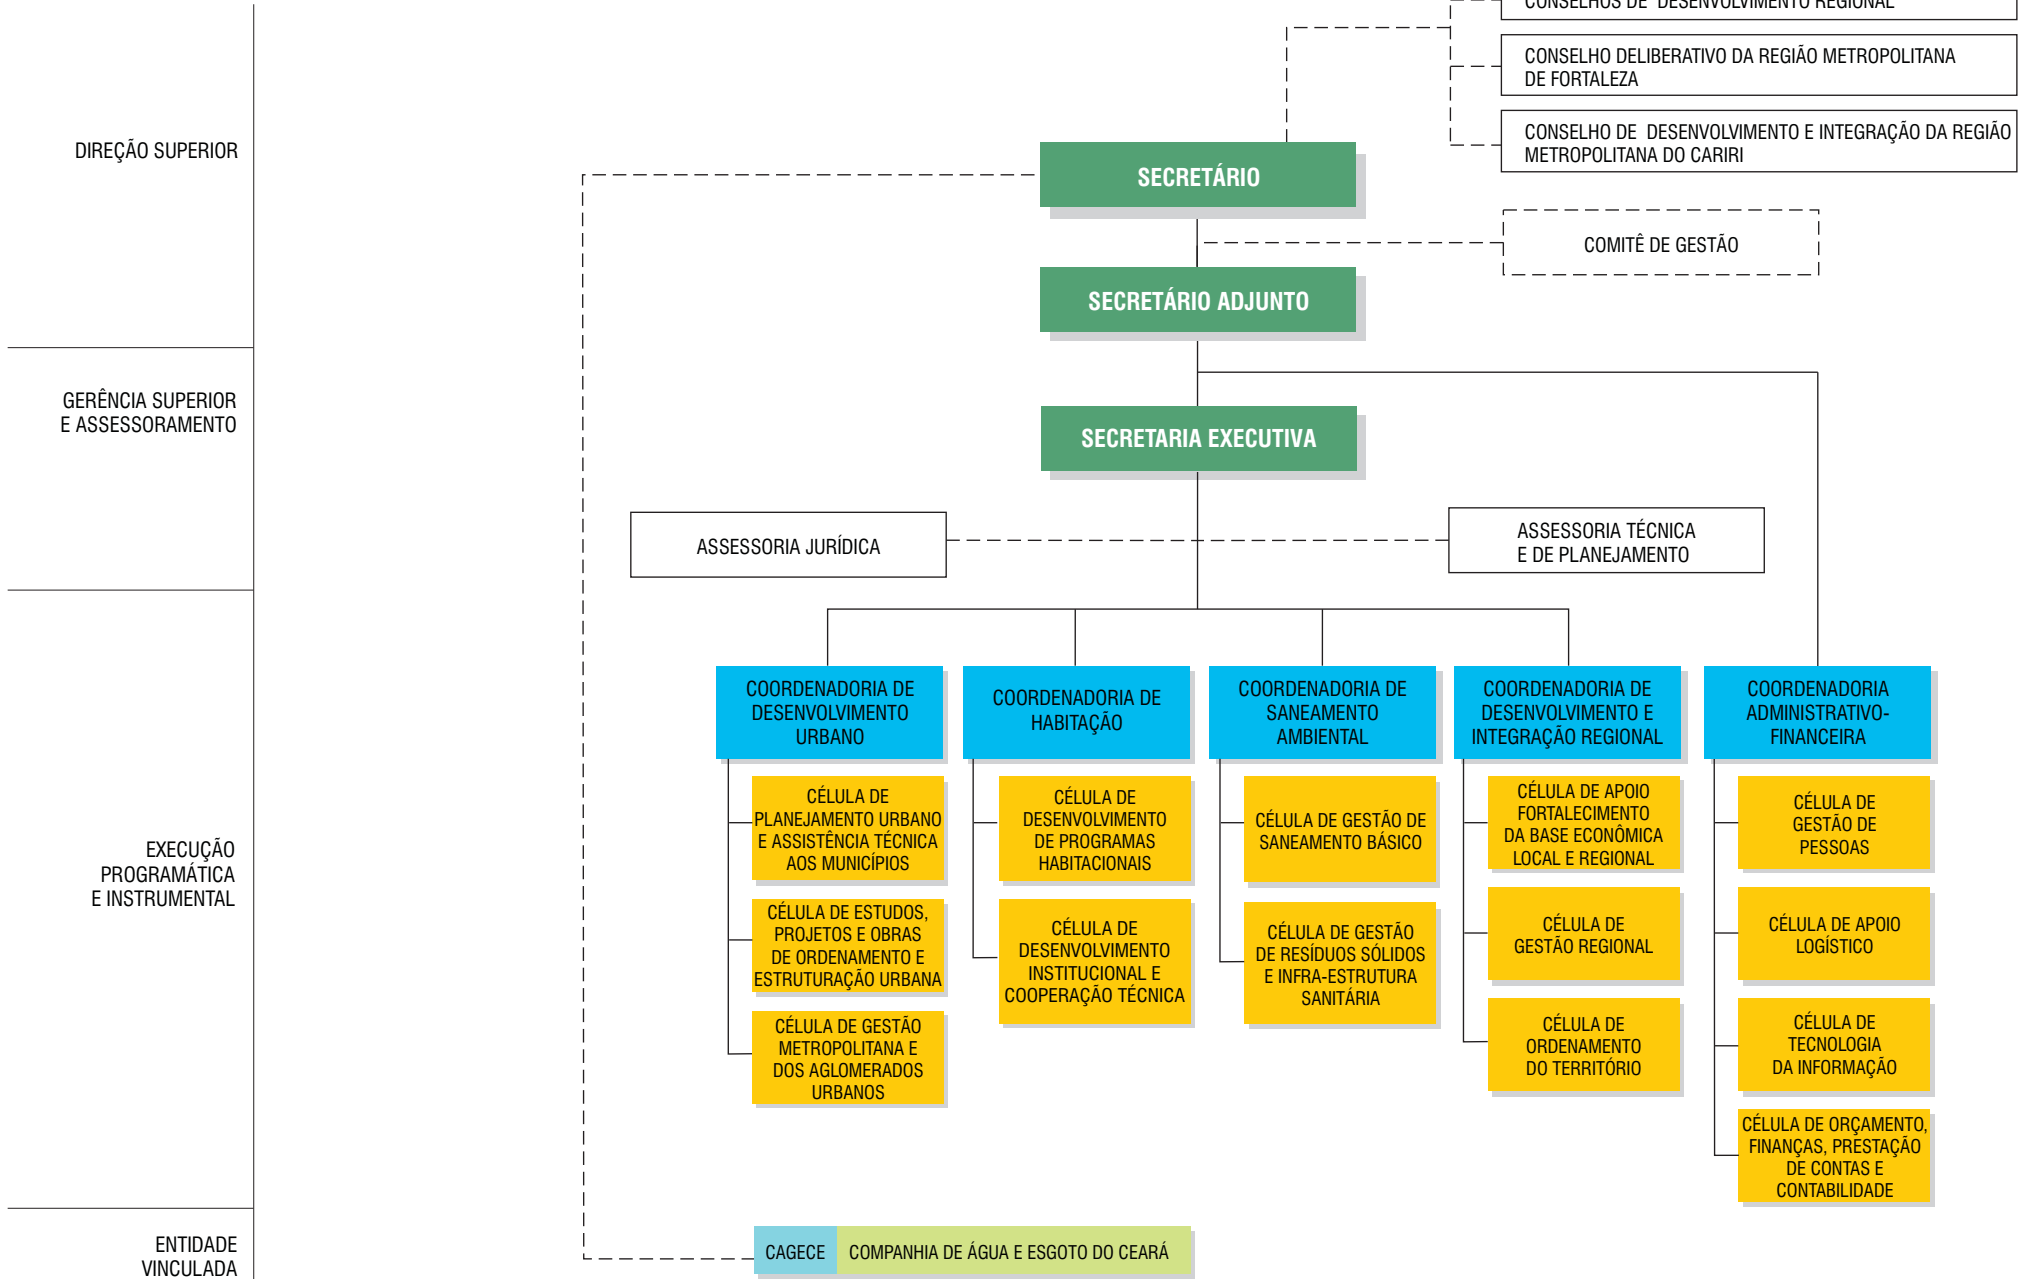 CONSELHOS DE DESENVOLVIMENTO REGIONAL
CONSELHO DELIBERATIVO DA REGIÃO METROPOLITANA
DE FORTALEZA
CONSELHO DE DESENVOLVIMENTO E INTEGRAÇÃO DA REGIÃO
METROPOLITANA DO CARIRI
DIREÇÃO SUPERIOR
SECRETÁRIO
COMITÊ DE GESTÃO
SECRETÁRIO ADJUNTO
GERÊNCIA SUPERIOR
E ASSESSORAMENTO
SECRETARIA EXECUTIVA
ASSESSORIA JURÍDICA
ASSESSORIA TÉCNICA
E DE PLANEJAMENTO
EXECUÇÃO
PROGRAMÁTICA
E INSTRUMENTAL
COORDENADORIA DE
DESENVOLVIMENTO
URBANO
CÉLULA DE
PLANEJAMENTO URBANO
E ASSISTÊNCIA TÉCNICA
AOS MUNICÍPIOS
CÉLULA DE ESTUDOS,
PROJETOS E OBRAS
DE ORDENAMENTO E
ESTRUTURAÇÃO URBANA
CÉLULA DE GESTÃO
METROPOLITANA E
DOS AGLOMERADOS
URBANOS
COORDENADORIA DE
HABITAÇÃO
CÉLULA DE
DESENVOLVIMENTO
DE PROGRAMAS
HABITACIONAIS
CÉLULA DE
DESENVOLVIMENTO
INSTITUCIONAL E
COOPERAÇÃO TÉCNICA
COORDENADORIA DE
SANEAMENTO
AMBIENTAL
CÉLULA DE GESTÃO DE
SANEAMENTO BÁSICO
CÉLULA DE GESTÃO
DE RESÍDUOS SÓLIDOS
E INFRA-ESTRUTURA
SANITÁRIA
COORDENADORIA DE
DESENVOLVIMENTO E
INTEGRAÇÃO REGIONAL
CÉLULA DE APOIO
FORTALECIMENTO
DA BASE ECONÔMICA
LOCAL E REGIONAL
CÉLULA DE
GESTÃO REGIONAL
CÉLULA DE
ORDENAMENTO
DO TERRITÓRIO
COORDENADORIA
ADMINISTRATIVO-
FINANCEIRA
CÉLULA DE
GESTÃO DE
PESSOAS
CÉLULA DE APOIO
LOGÍSTICO
CÉLULA DE
TECNOLOGIA
DA INFORMAÇÃO
CÉLULA DE ORÇAMENTO,
FINANÇAS, PRESTAÇÃO
DE CONTAS E
CONTABILIDADE
ENTIDADE
VINCULADA
CAGECE COMPANHIA DE ÁGUA E ESGOTO DO CEARÁ